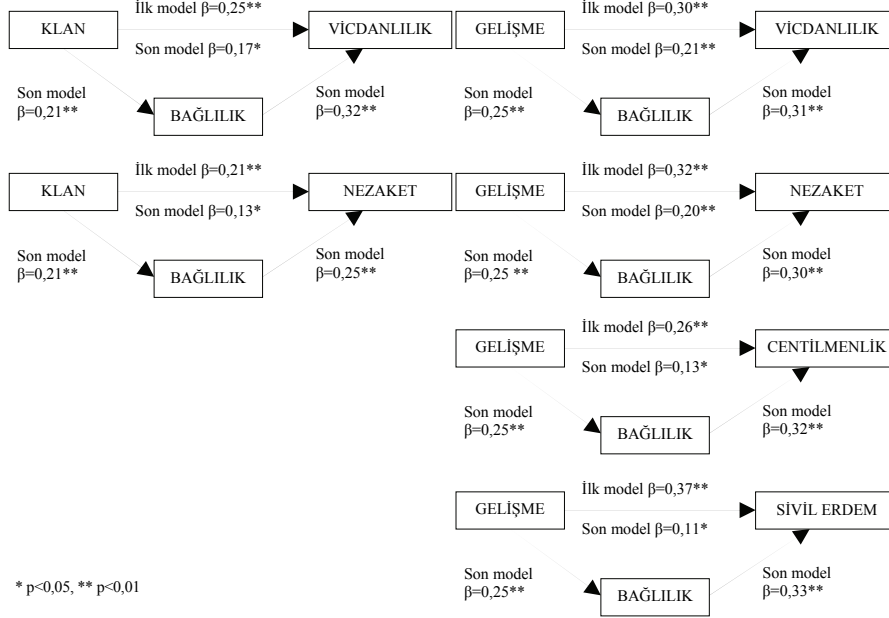 İlk model β=0,25**
KLAN
VİCDANLILIK
Son model β=0,17*
Son model
β=0,21**
BAĞLILIK
Son model
β=0,32**
İlk model β=0,30**
GELİŞME
VİCDANLILIK
Son model β=0,21**
Son model
β=0,25**
BAĞLILIK
Son model
β=0,31**
İlk model β=0,21**
KLAN
NEZAKET
Son model β=0,13*
Son model
β=0,21**
BAĞLILIK
Son model
β=0,25**
İlk model β=0,32**
GELİŞME
NEZAKET
Son model β=0,20**
Son model
β=0,25 **
BAĞLILIK
Son model
β=0,30**
İlk model β=0,26**
GELİŞME
CENTİLMENLİK
Son model β=0,13*
Son model
β=0,25**
BAĞLILIK
Son model
β=0,32**
İlk model β=0,37**
GELİŞME
SİVİL ERDEM
Son model β=0,11*
Son model
β=0,25**
BAĞLILIK
Son model
β=0,33**
* p<0,05, ** p<0,01